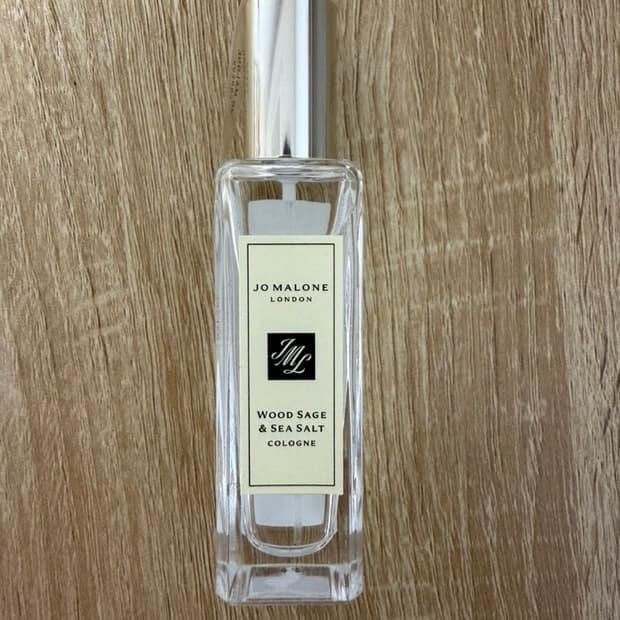 JO MALONE
LONDON
JML
WOOD SAGE
& SEA SALT
COLOGNE